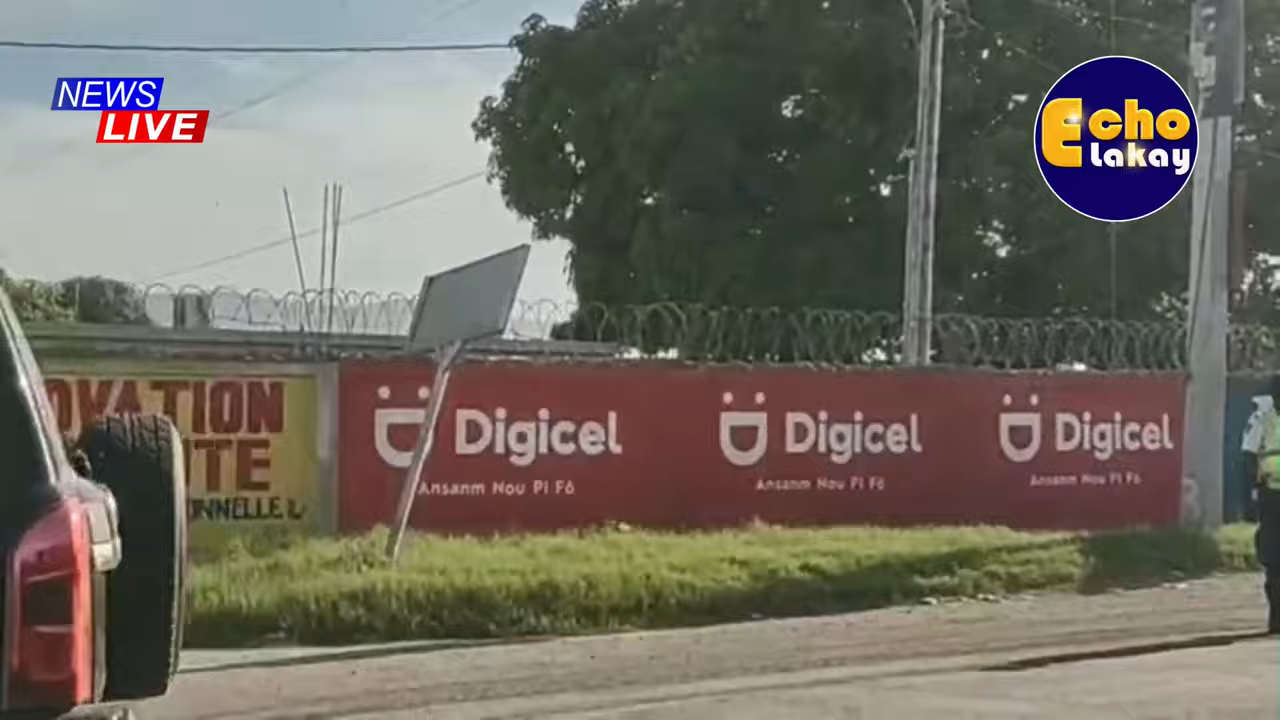 NEWS
LIVE
Echo
lakay
OVATION
Digicel
Ansanm Nou Pi Fò
Digicel
Ansanm Nou Pi Fò
Digicel
Ansanm Nou Pi Fò